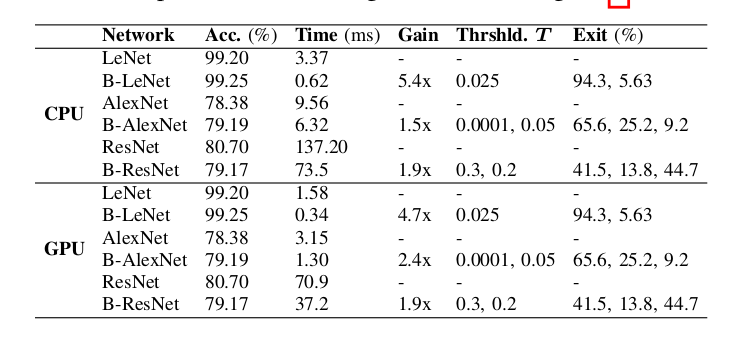 Network Acc. (%) Time (ms) Gain Thrshld. T Exit (%)
CPU
LeNet 99.20 3.37 - - -
B-LeNet 99.25 0.62 5.4x 0.025 94.3, 5.63
AlexNet 78.38 9.56 - - -
B-AlexNet 79.19 6.32 1.5x 0.0001, 0.05 65.6, 25.2, 9.2
ResNet 80.70 137.20 - - -
B-ResNet 79.17 73.5 1.9x 0.3, 0.2 41.5, 13.8, 44.7
GPU
LeNet 99.20 1.58 - - -
B-LeNet 99.25 0.34 4.7x 0.025 94.3, 5.63
AlexNet 78.38 3.15 - - -
B-AlexNet 79.19 1.30 2.4x 0.0001, 0.05 65.6, 25.2, 9.2
ResNet 80.70 70.9 - - -
B-ResNet 79.17 37.2 1.9x 0.3, 0.2 41.5, 13.8, 44.7